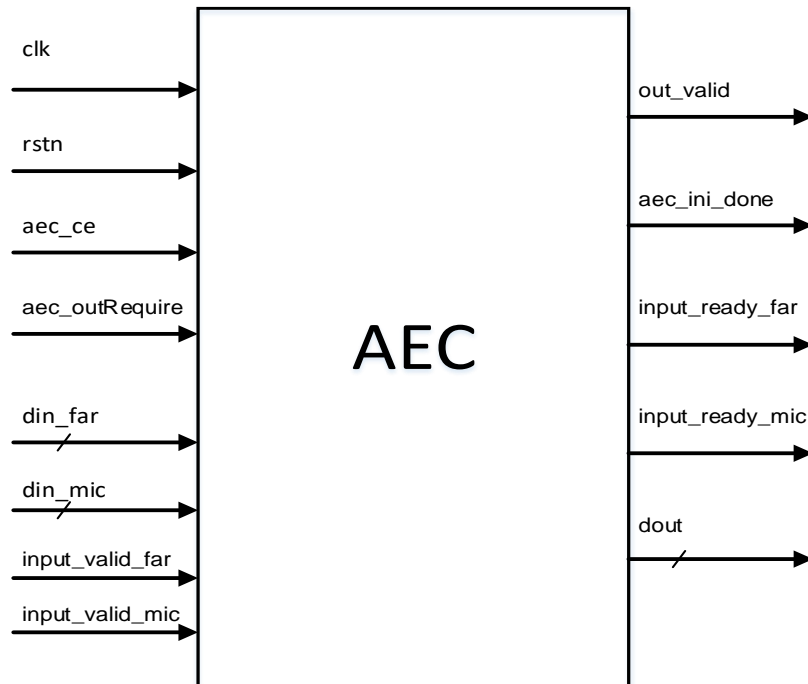 clk
rstn
aec_ce
aec_outRequire
din_far
din_mic
input_valid_far
input_valid_mic
AEC
out_valid
aec_ini_done
input_ready_far
input_ready_mic
dout